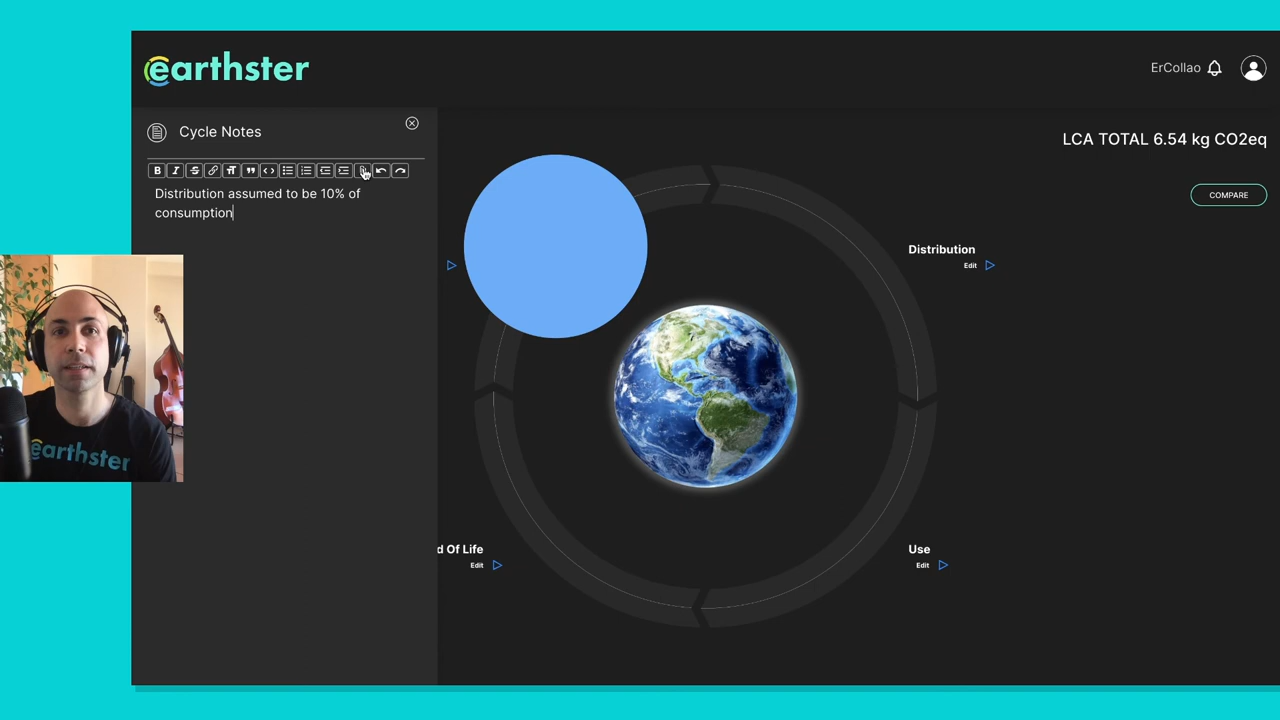 earthster
ErCollao
Cycle Notes
LCA TOTAL 6.54 kg CO2eq
Distribution assumed to be 10% of
consumption
COMPARE
Distribution
Edit
earthster
d Of Life
Edit
Use
Edit